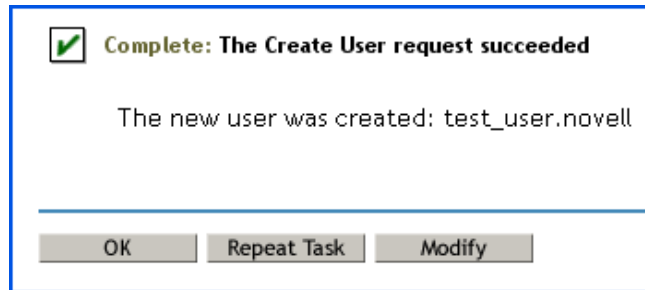 Complete: The Create User request succeeded
The new user was created: test_user.novell
OK Repeat Task Modify